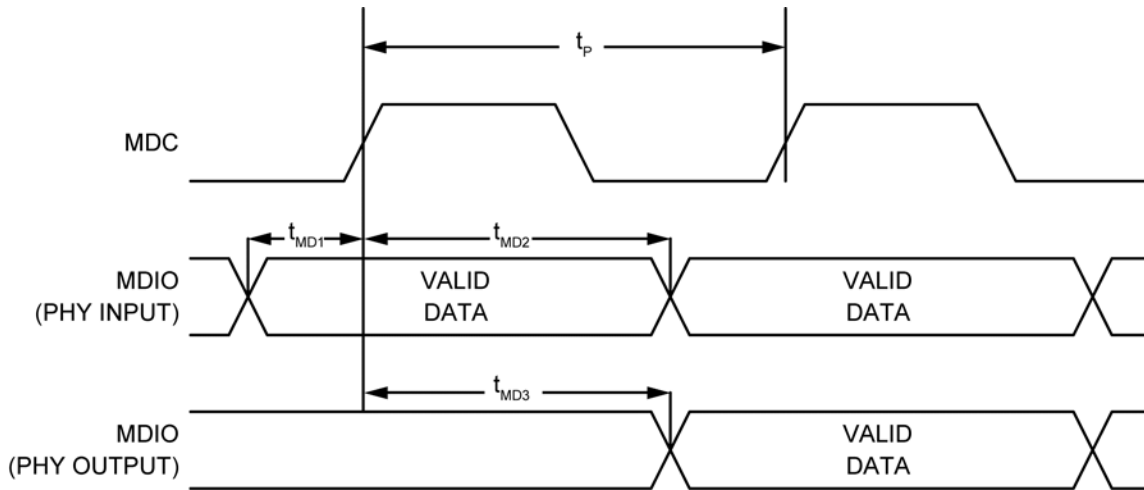 tP
MDC
tMD1
tMD2
MDIO
(PHY INPUT)
VALID
DATA
VALID
DATA
tMD3
MDIO
(PHY OUTPUT)
VALID
DATA